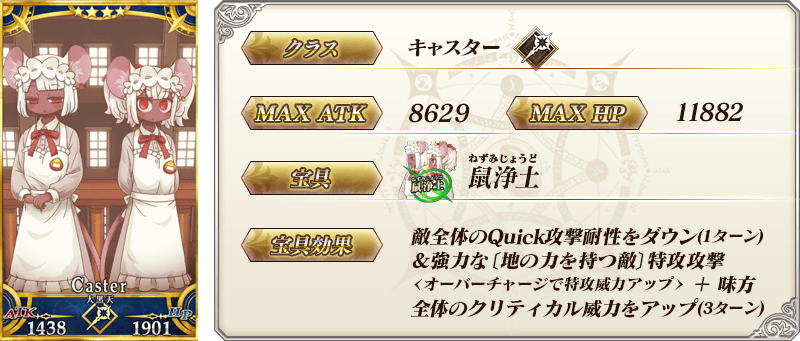 Caster
大黒天
ATK
HP
1438
1901
クラス
キャスター
MAX ATK
8629
MAX HP
11882
宝具
ねずみじょうど
鼠浄土
宝具効果
敵全体のQuick攻撃耐性をダウン(1ターン)
&強力な〔地の力を持つ敵〕特攻攻撃
<オーバーチャージで特攻威力アップ> + 味方
全体のクリティカル威力をアップ(3ターン)